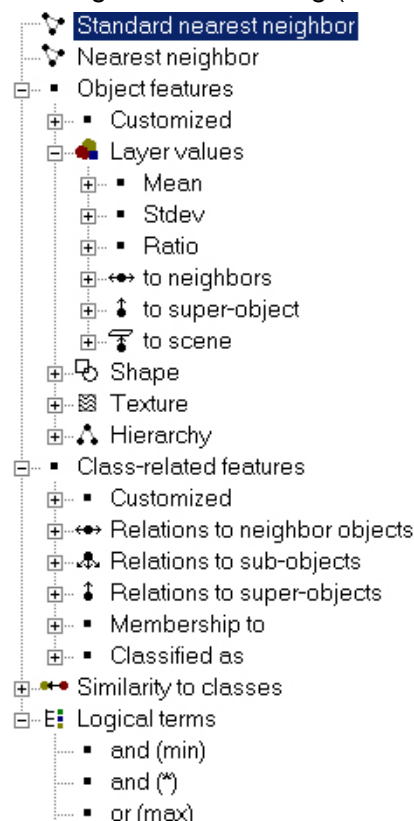 Standard nearest neighbor
Nearest neighbor
Object features
Customized
Layer values
Mean
Stdev
Ratio
to neighbors
to super-object
to scene
Shape
Texture
Hierarchy
Class-related features
Customized
Relations to neighbor objects
Relations to sub-objects
Relations to super-objects
Membership to
Classified as
Similarity to classes
Logical terms
and (min)
and (*)
or (max)